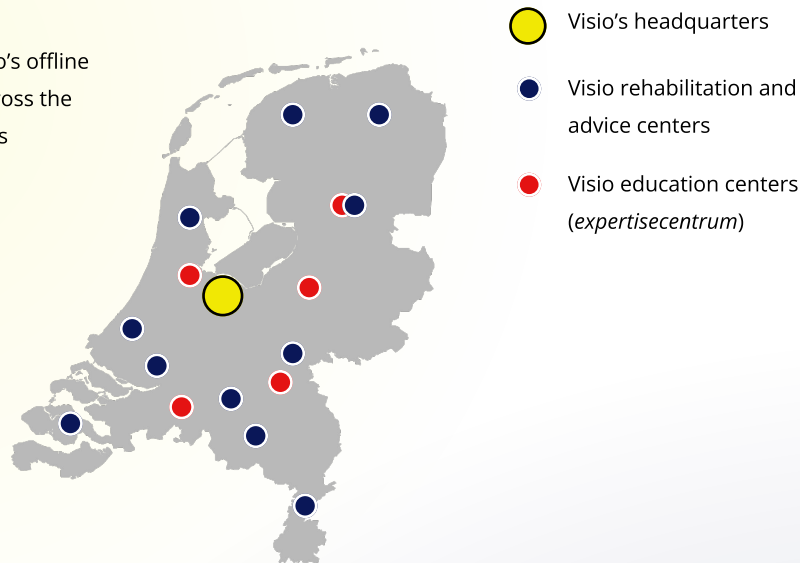 Visio’s headquarters
o’s offline
Visio rehabilitation and
oss the
advice centers
s
Visio education centers
(expertisecentrum)